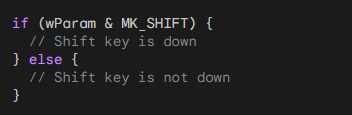 if (wParam & MK_SHIFT) {
  // Shift key is down
} else {
  // Shift key is not down
}